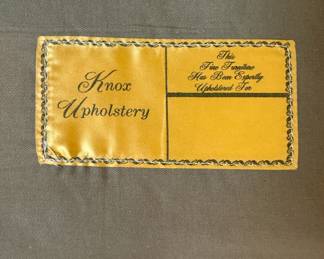 Knox
Upholstery
This
Fine Furniture
Has Been Expertly
Upholstered For